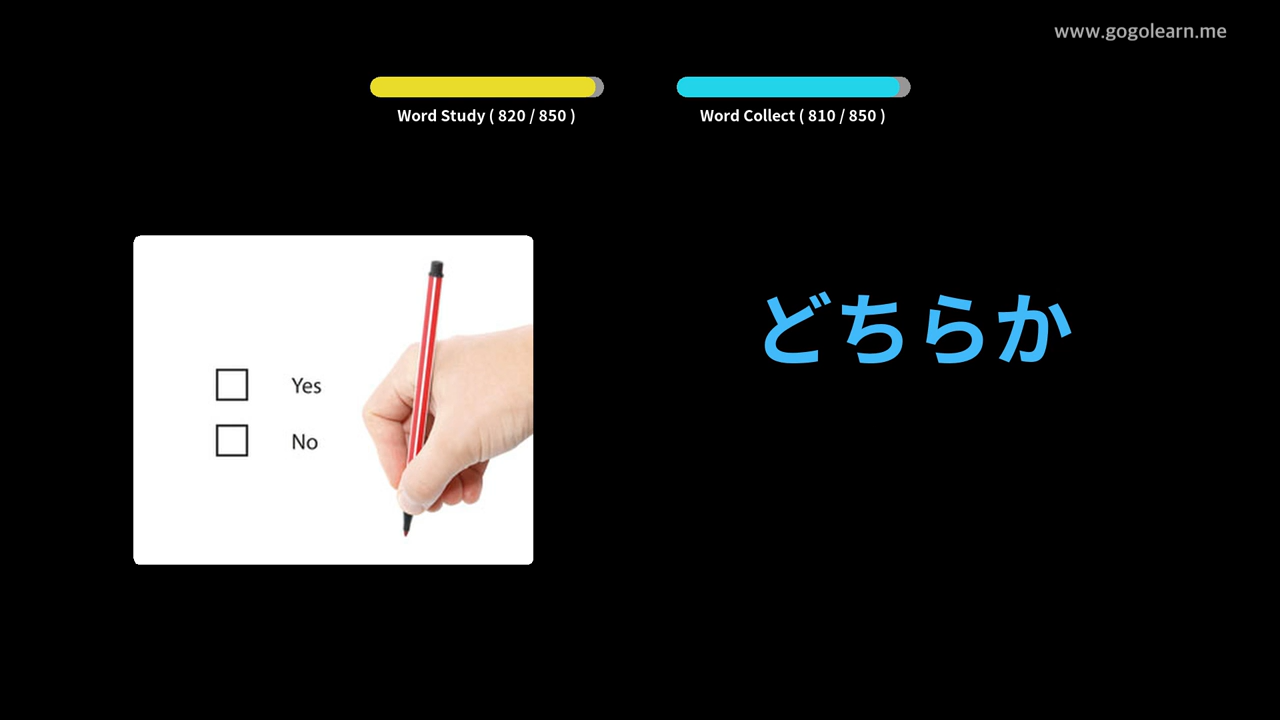 www.gogolearn.me
Word Study ( 820 / 850 )
Word Collect ( 810 / 850 )
Yes
No
どちらか